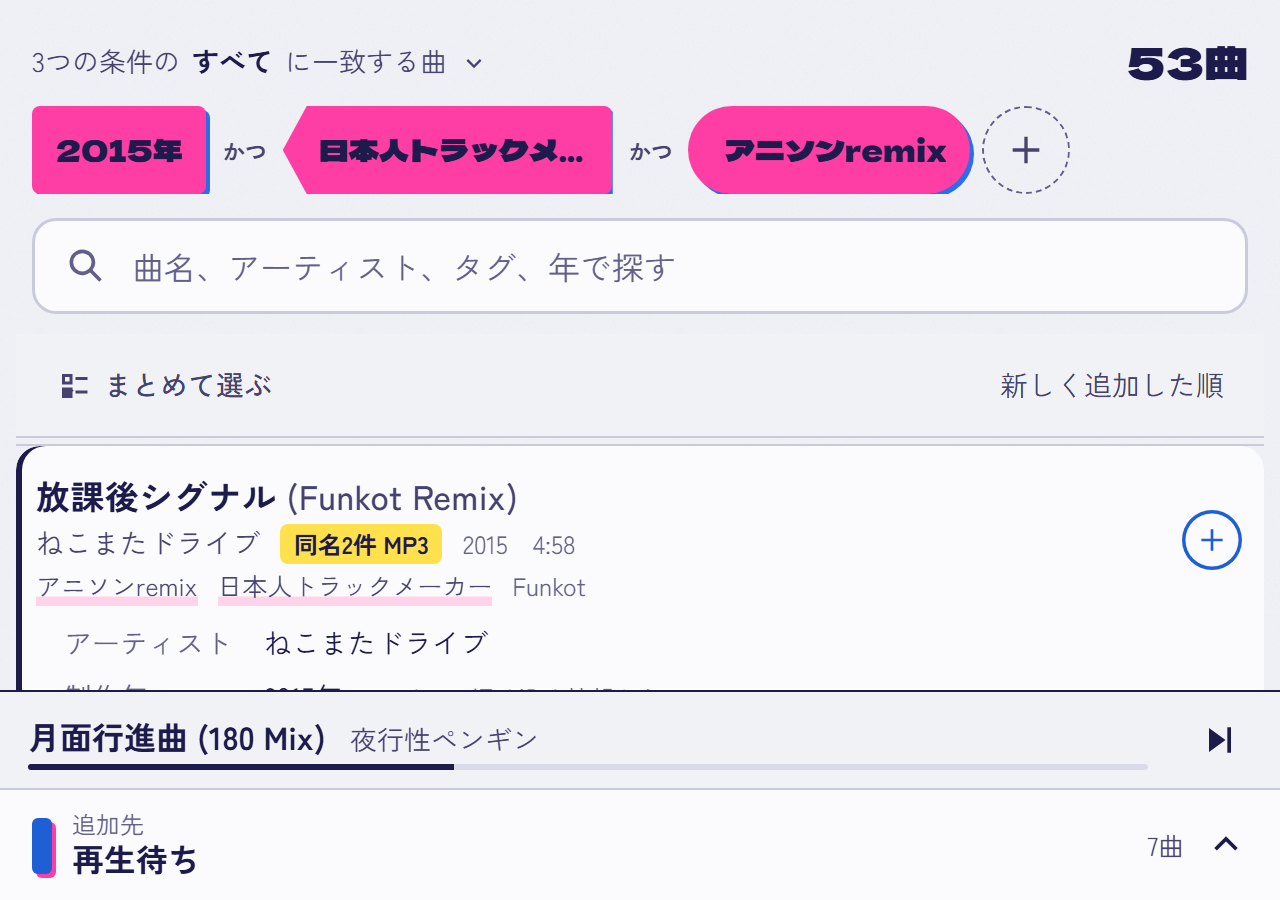 3つの条件の すべて に一致する曲
53曲
2015年 かつ 日本人トラックメ… かつ アニソンremix
曲名、アーティスト、タグ、年で探す
まとめて選ぶ
新しく追加した順
放課後シグナル (Funkot Remix)
ねこまたドライブ 同名2件 MP3 2015 4:58
アニソンremix 日本人トラックメーカー Funkot
アーティスト ねこまたドライブ
月面行進曲 (180 Mix) 夜行性ペンギン
追加先
再生待ち
7曲